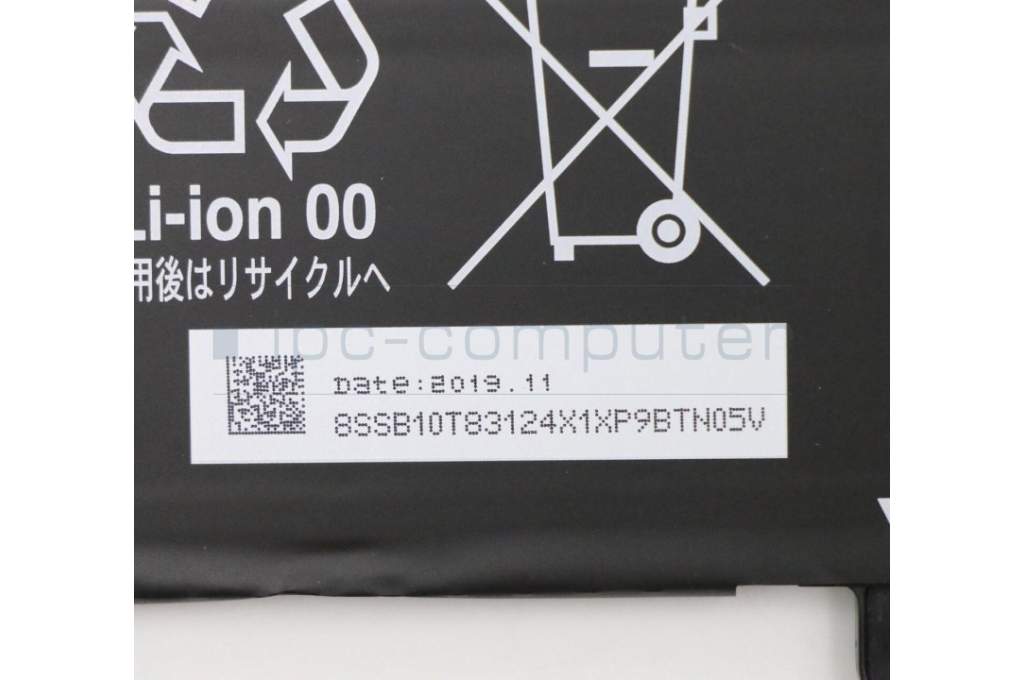 Li-ion 00
用後はリサイクルへ
ipc-computer
Date:2019.11
8SSB10T83124X1XP9BTN05V